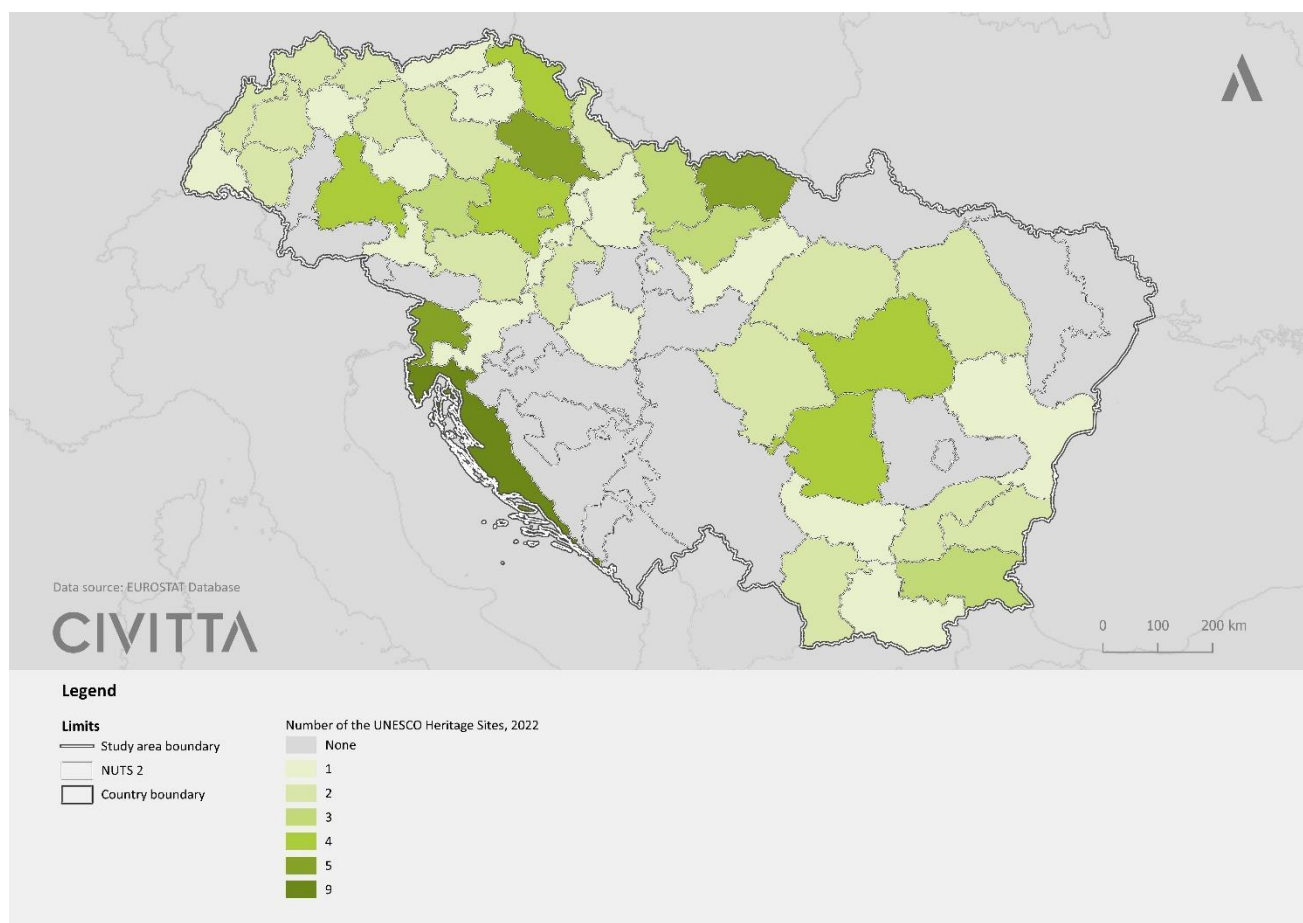 Data source: EUROSTAT Database
CIVITTA
0 100 200 km
Legend
Limits
Study area boundary
NUTS 2
Country boundary
Number of the UNESCO Heritage Sites, 2022
None
1
2
3
4
5
9